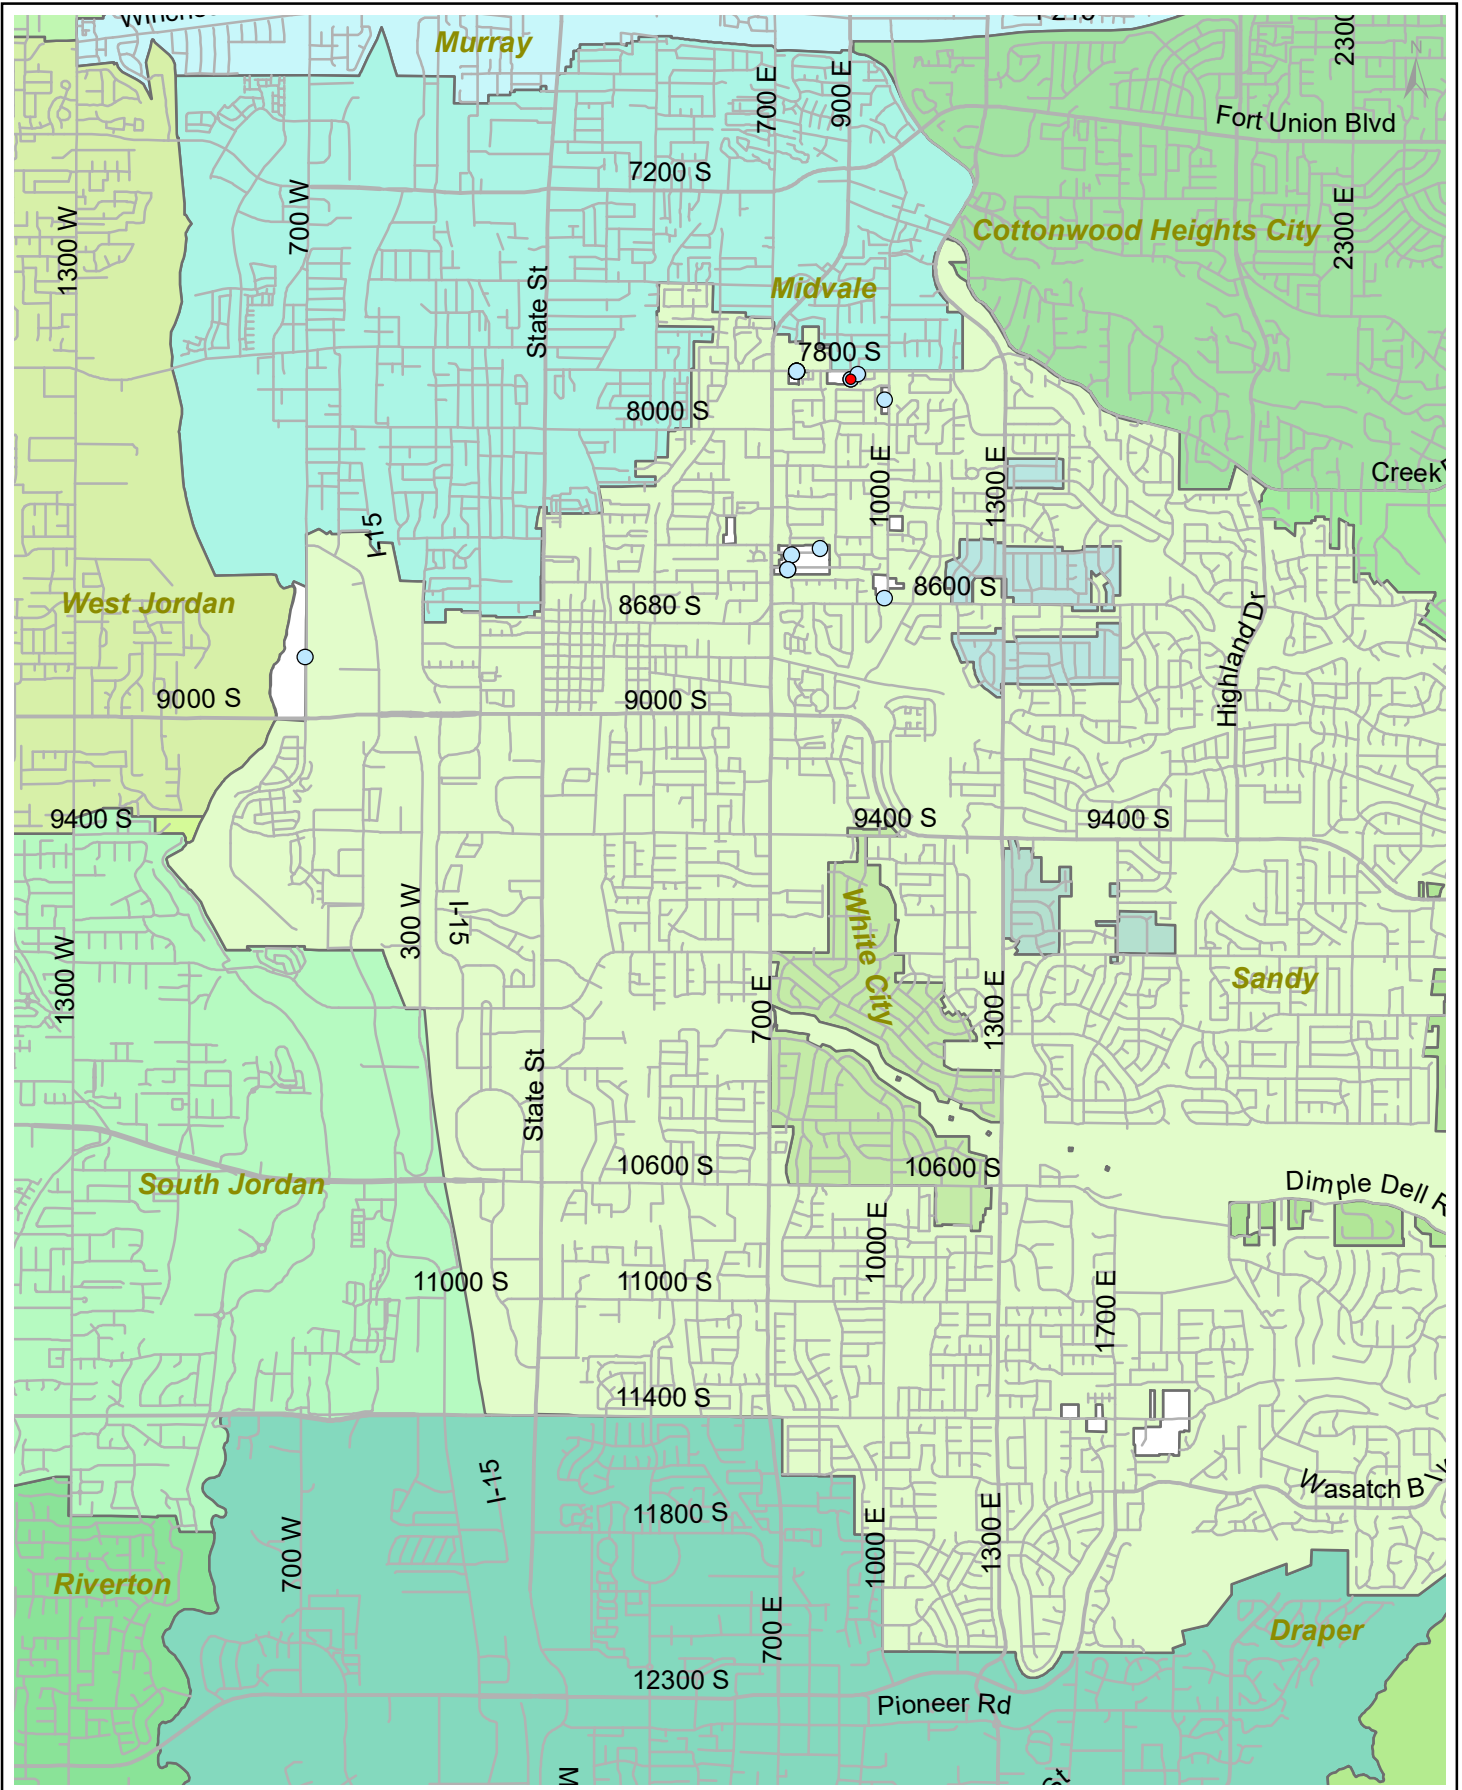 Murray
2300
N
700 E
900 E
Fort Union Blvd
7200 S
1300 W
700 W
2300 E
Cottonwood Heights City
State St
Midvale
7800 S
8000 S
Creek
1000 E
1300 E
I-15
West Jordan
8600 S
8680 S
Highland Dr
9000 S
9000 S
9400 S
9400 S
9400 S
300 W
I-15
White City
1300 W
Sandy
700 E
1300 E
State St
10600 S
10600 S
South Jordan
Dimple Dell R
1000 E
11000 S
11000 S
1700 E
11400 S
I-15
Wasatch Blv
11800 S
1000 E
1300 E
700 W
Riverton
700 E
Draper
12300 S
Pioneer Rd
M
St